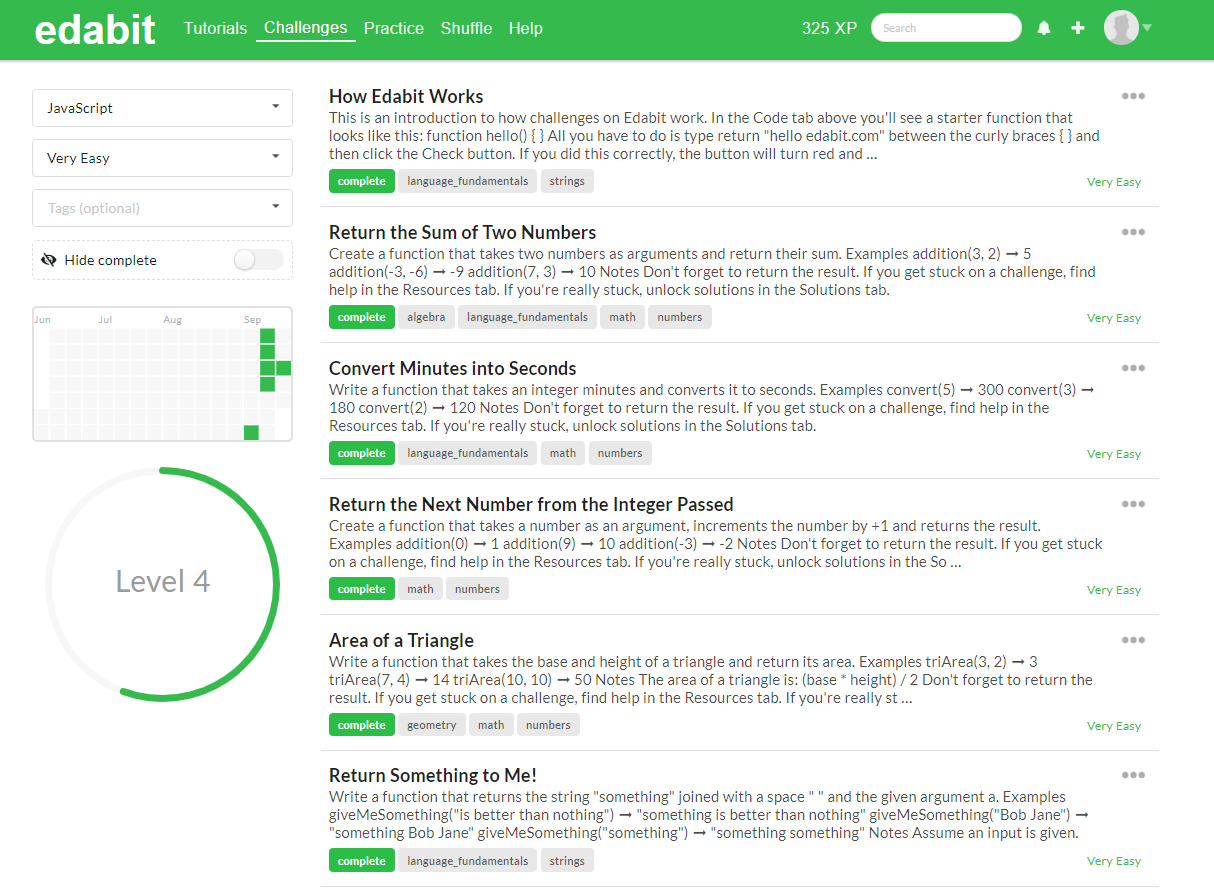 edabit Tutorials Challenges Practice Shuffle Help 325 XP Search
JavaScript
Very Easy
Tags (optional)
Hide complete
Jun Jul Aug Sep
Level 4
How Edabit Works
This is an introduction to how challenges on Edabit work. In the Code tab above you'll see a starter function that
looks like this: function hello() { } All you have to do is type return "hello edabit.com" between the curly braces { } and
then click the Check button. If you did this correctly, the button will turn red and ...
complete language_fundamentals strings Very Easy
Return the Sum of Two Numbers
Create a function that takes two numbers as arguments and return their sum. Examples addition(3, 2) ➞ 5
addition(-3, -6) ➞ -9 addition(7, 3) ➞ 10 Notes Don't forget to return the result. If you get stuck on a challenge, find
help in the Resources tab. If you're really stuck, unlock solutions in the Solutions tab.
complete algebra language_fundamentals math numbers Very Easy
Convert Minutes into Seconds
Write a function that takes an integer minutes and converts it to seconds. Examples convert(5) ➞ 300 convert(3) ➞
180 convert(2) ➞ 120 Notes Don't forget to return the result. If you get stuck on a challenge, find help in the
Resources tab. If you're really stuck, unlock solutions in the Solutions tab.
complete language_fundamentals math numbers Very Easy
Return the Next Number from the Integer Passed
Create a function that takes a number as an argument, increments the number by +1 and returns the result.
Examples addition(0) ➞ 1 addition(9) ➞ 10 addition(-3) ➞ -2 Notes Don't forget to return the result. If you get stuck
on a challenge, find help in the Resources tab. If you're really stuck, unlock solutions in the So ...
complete math numbers Very Easy
Area of a Triangle
Write a function that takes the base and height of a triangle and return its area. Examples triArea(3, 2) ➞ 3
triArea(7, 4) ➞ 14 triArea(10, 10) ➞ 50 Notes The area of a triangle is: (base * height) / 2 Don't forget to return the
result. If you get stuck on a challenge, find help in the Resources tab. If you're really st ...
complete geometry math numbers Very Easy
Return Something to Me!
Write a function that returns the string "something" joined with a space " " and the given argument a. Examples
giveMeSomething("is better than nothing") ➞ "something is better than nothing" giveMeSomething("Bob Jane") ➞
"something Bob Jane" giveMeSomething("something") ➞ "something something" Notes Assume an input is given.
complete language_fundamentals strings Very Easy